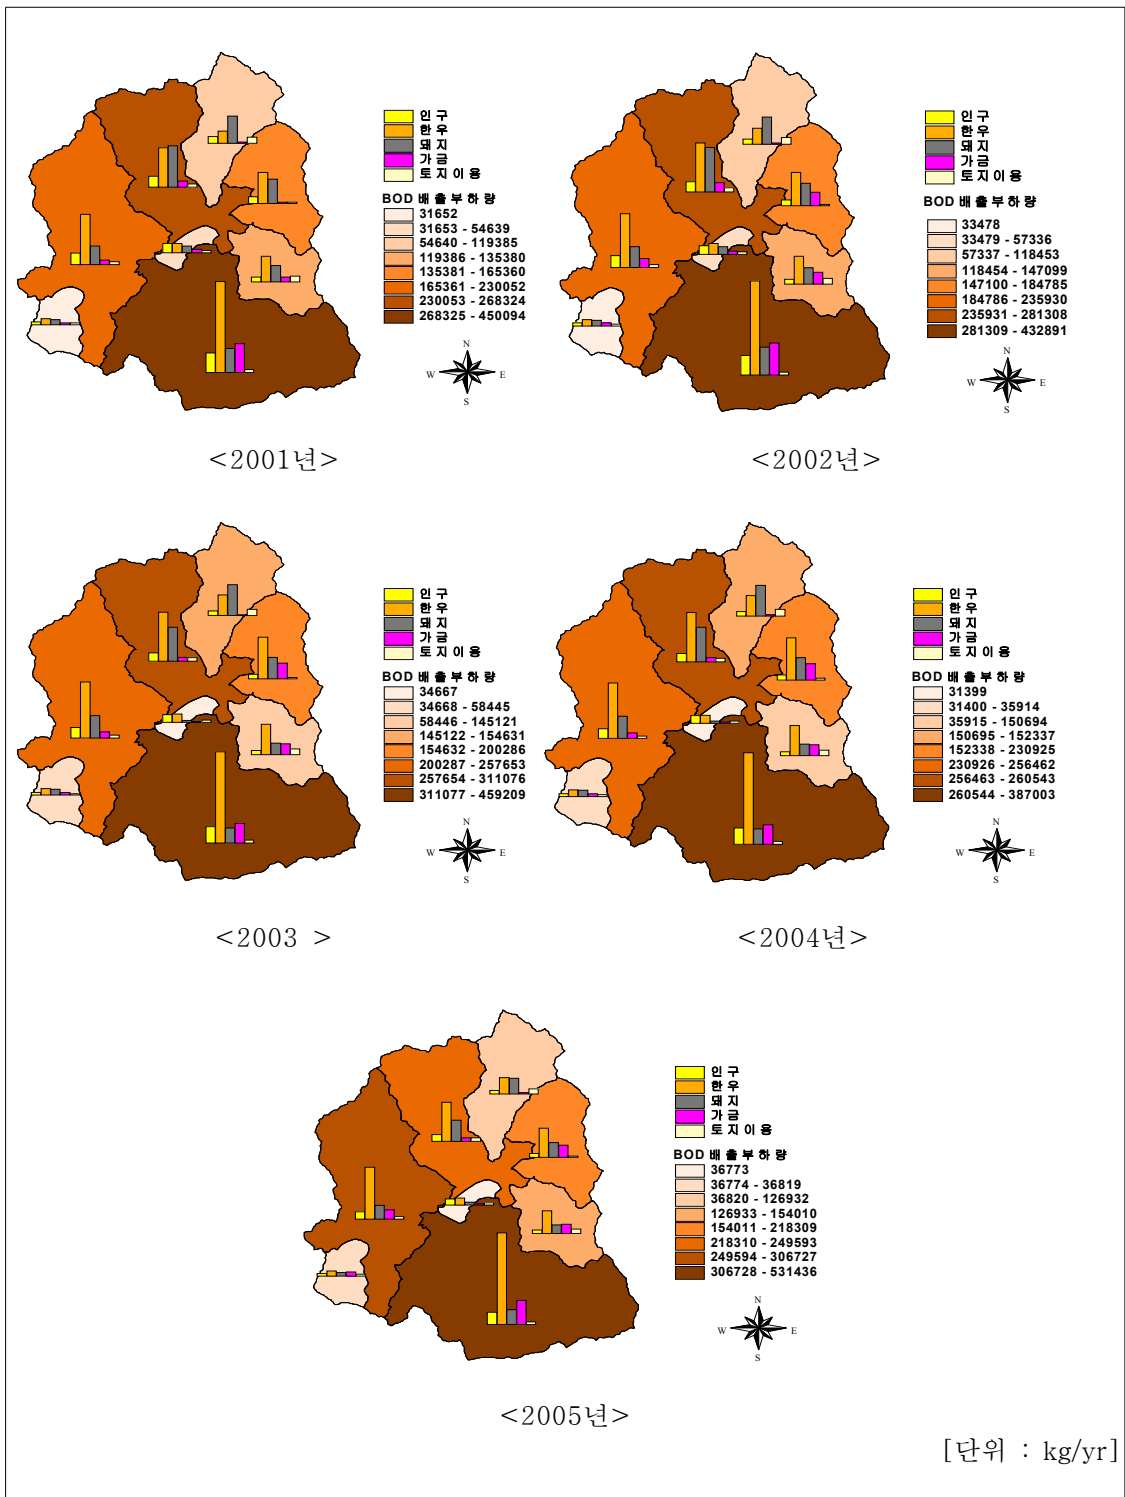 인구
한우
돼지
가금
토지이용
BOD 배출부하량
31652
31653 - 54639
54640 - 119385
119386 - 135380
135381 - 165360
165361 - 230052
230053 - 268324
268325 - 450094
N
W E
S
<2001년>
인구
한우
돼지
가금
토지이용
BOD 배출부하량
33478
33479 - 57336
57337 - 118453
118454 - 147099
147100 - 184785
184786 - 235930
235931 - 281308
281309 - 432891
N
W E
S
<2002년>
인구
한우
돼지
가금
토지이용
BOD 배출부하량
34667
34668 - 58445
58446 - 145121
145122 - 154631
154632 - 200286
200287 - 257653
257654 - 311076
311077 - 459209
N
W E
S
<2003 >
인구
한우
돼지
가금
토지이용
BOD 배출부하량
31399
31400 - 35914
35915 - 150694
150695 - 152337
152338 - 230925
230926 - 256462
256463 - 260543
260544 - 387003
N
W E
S
<2004년>
인구
한우
돼지
가금
토지이용
BOD 배출부하량
36773
36774 - 36819
36820 - 126932
126933 - 154010
154011 - 218309
218310 - 249593
249594 - 306727
306728 - 531436
N
W E
S
<2005년>
[단위 : kg/yr]